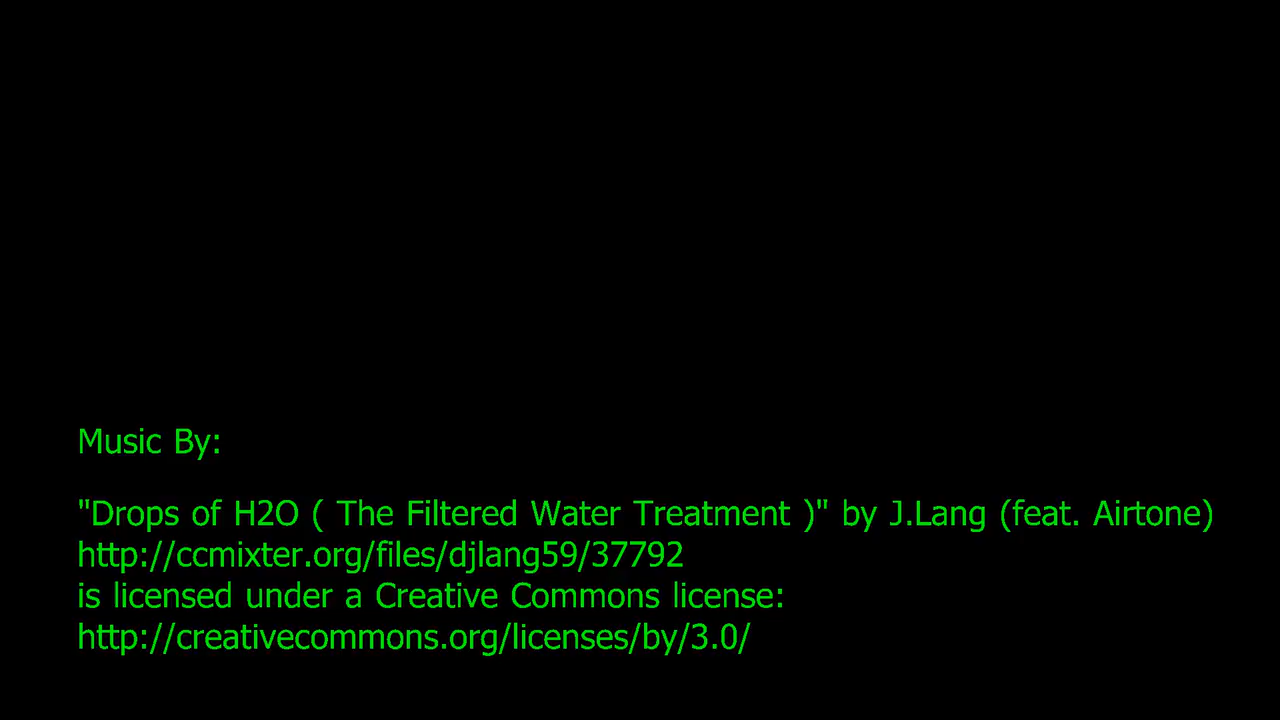 Music By:
"Drops of H2O ( The Filtered Water Treatment )" by J.Lang (feat. Airtone)
http://ccmixter.org/files/djlang59/37792
is licensed under a Creative Commons license:
http://creativecommons.org/licenses/by/3.0/